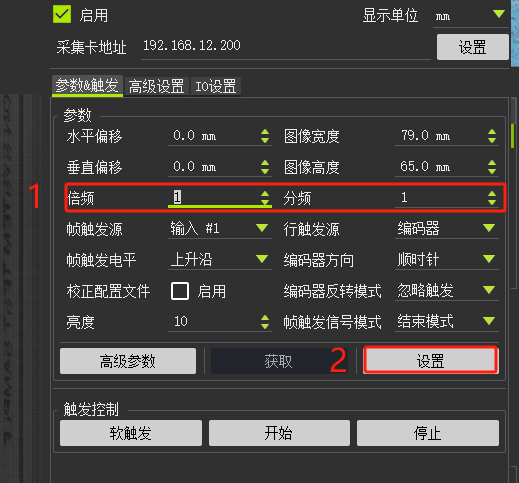 启用 显示单位 mm
采集卡地址 192.168.12.200 设置
参数&触发 高级设置 IO设置
参数
水平偏移 0.0 mm 图像宽度 79.0 mm
垂直偏移 0.0 mm 图像高度 65.0 mm
1 倍频 1 分频 1
帧触发源 输入 #1 行触发源 编码器
帧触发电平 上升沿 编码器方向 顺时针
校正配置文件 启用 编码器反转模式 忽略触发
亮度 10 帧触发信号模式 结束模式
高级参数 获取 2 设置
触发控制
软触发 开始 停止